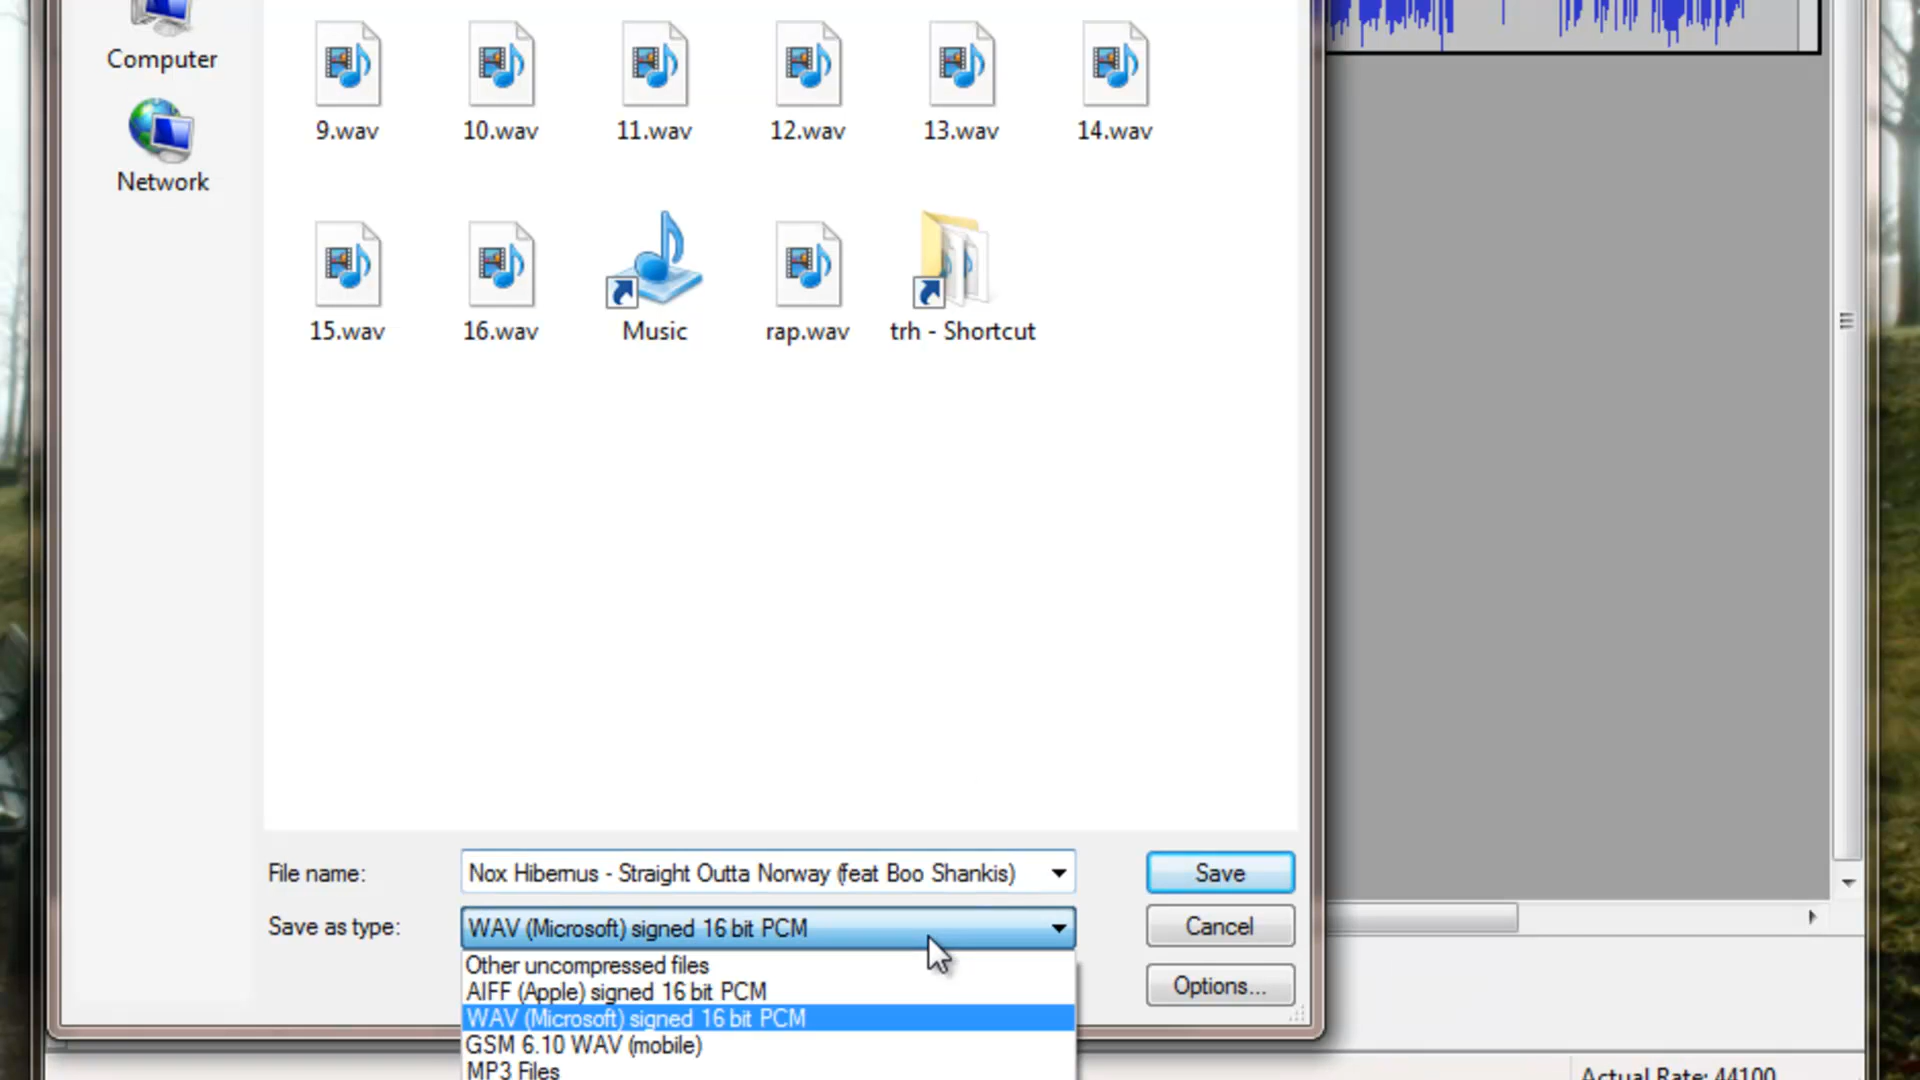 Computer
Network
9.wav
10.wav
11.wav
12.wav
13.wav
14.wav
15.wav
16.wav
Music
rap.wav
trh - Shortcut
File name:
Nox Hibernus - Straight Outta Norway (feat Boo Shankis)
Save
Save as type:
WAV (Microsoft) signed 16 bit PCM
Cancel
Other uncompressed files
AIFF (Apple) signed 16 bit PCM
WAV (Microsoft) signed 16 bit PCM
GSM 6.10 WAV (mobile)
MP3 Files
Options...
Actual Rate: 44100